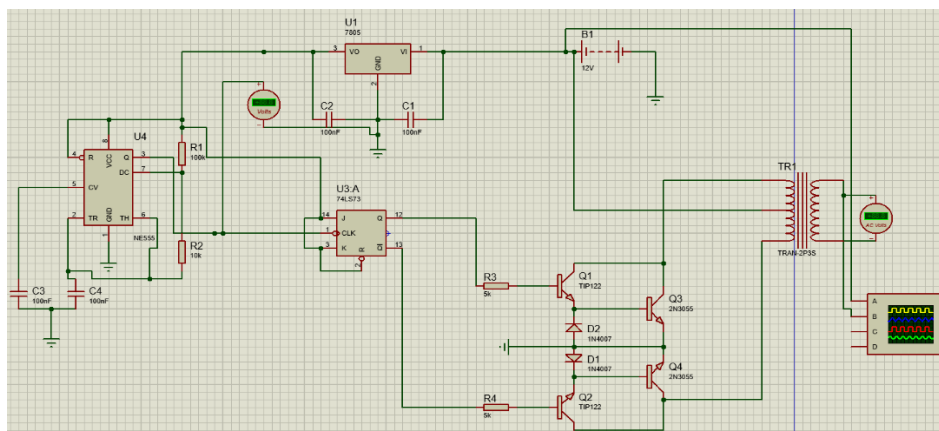 U1
7805
3
VO
VI
1
GND
2
B1
12V
Volts
C2
100nF
C1
100nF
U4
4
R
VCC
8
Q
3
DC
7
5
CV
2
TR
GND
1
TH
6
NE555
R1
100k
R2
10k
C3
100nF
C4
100nF
U3:A
74LS73
14
J
Q
12
1
CLK
3
K
R
2
Q
13
R3
5k
R4
5k
Q1
TIP122
Q2
TIP122
Q3
2N3055
Q4
2N3055
D2
1N4007
D1
1N4007
TR1
TRAN-2P3S
AC Volts
A
B
C
D